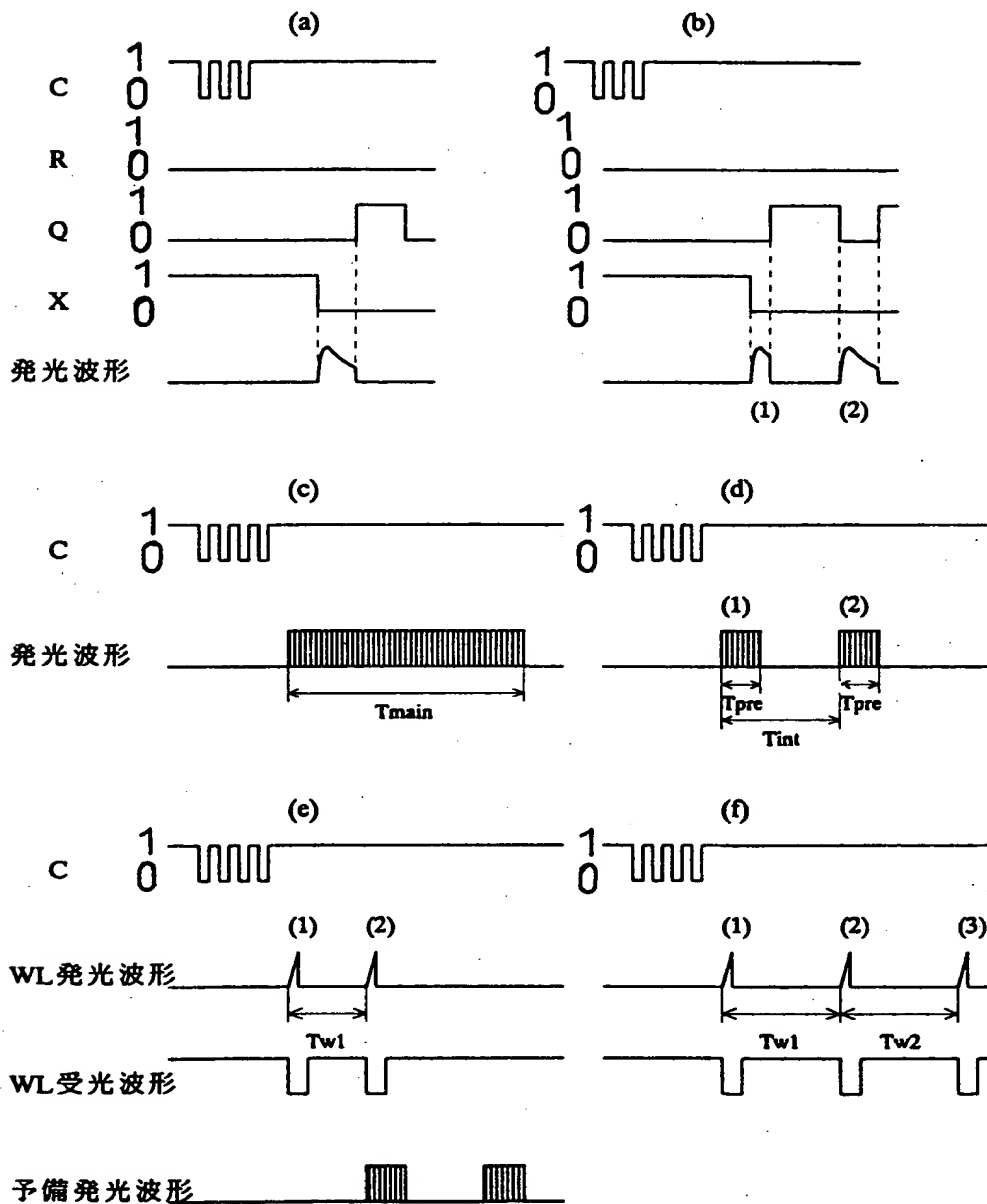 (a) (b)
C 1 0 1 0
R 1 0 1 0
Q 1 0 1 0
X 1 0 1 0
発光波形
(1) (2)
(c) (d)
C 1 0 1 0
(1) (2)
発光波形
Tmain
Tpre Tpre
Tint
(e) (f)
C 1 0 1 0
(1) (2) (1) (2) (3)
WL発光波形
Tw1 Tw1 Tw2
WL受光波形
予備発光波形